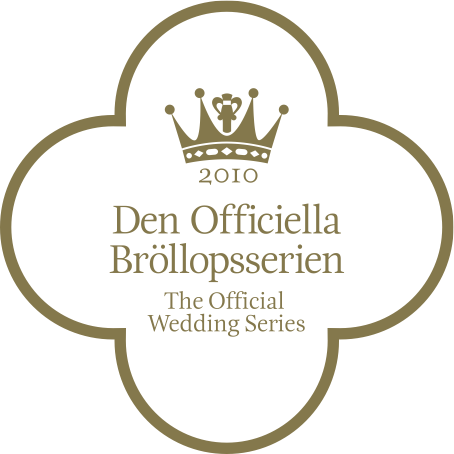 2010
Den Officiella
Bröllopsserien
The Official
Wedding Series